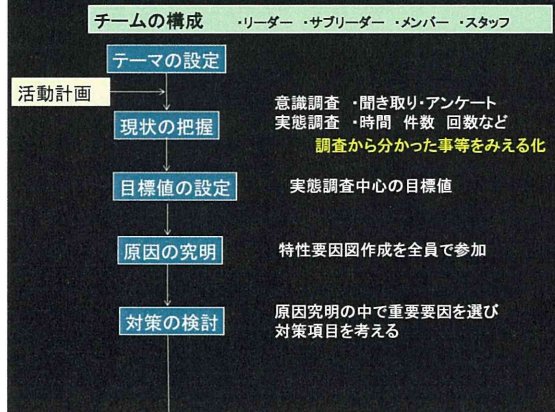 チームの構成 ・リーダー ・サブリーダー ・メンバー ・スタッフ
テーマの設定
活動計画
現状の把握
意識調査 ・聞き取り・アンケート
実態調査 ・時間 件数 回数など
調査から分かった事等をみえる化
目標値の設定
実態調査中心の目標値
原因の究明
特性要因図作成を全員で参加
対策の検討
原因究明の中で重要要因を選び
対策項目を考える